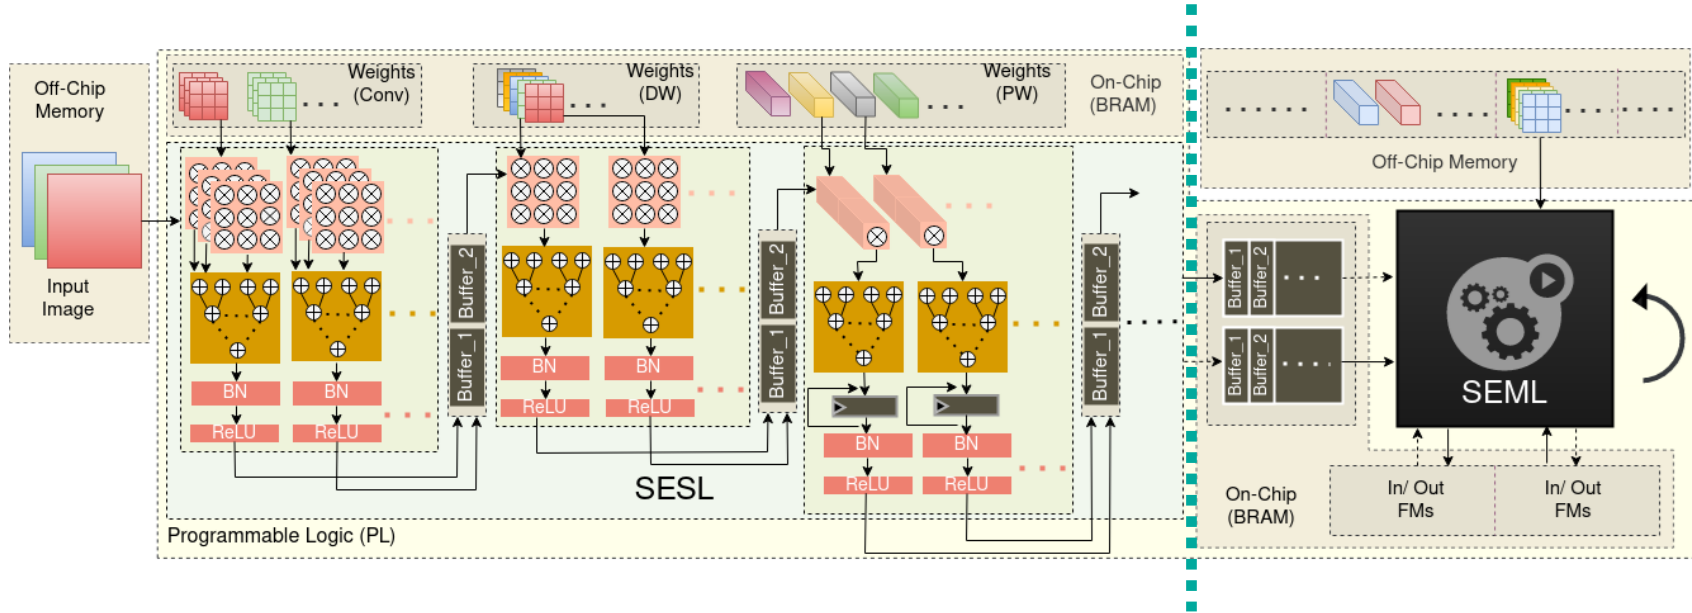 Off-Chip
Memory
Input
Image
Weights
(Conv)
Weights
(DW)
Weights
(PW)
On-Chip
(BRAM)
BN
ReLU
BN
ReLU
Buffer_2
Buffer_1
BN
ReLU
BN
ReLU
Buffer_2
Buffer_1
BN
ReLU
BN
ReLU
Buffer_2
Buffer_1
SESL
Programmable Logic (PL)
Off-Chip Memory
Buffer_1
Buffer_2
Buffer_1
Buffer_2
SEML
On-Chip
(BRAM)
In/ Out
FMs
In/ Out
FMs